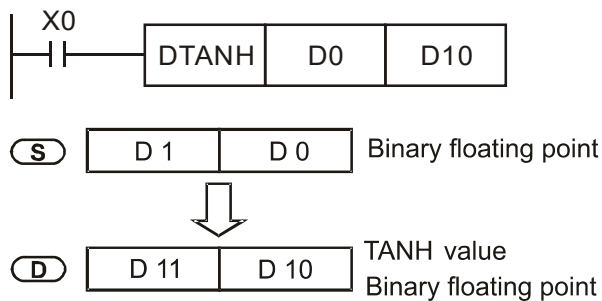 X0
DTANH D0 D10
S D 1 D 0 Binary floating point
D D 11 D 10 TANH value
Binary floating point